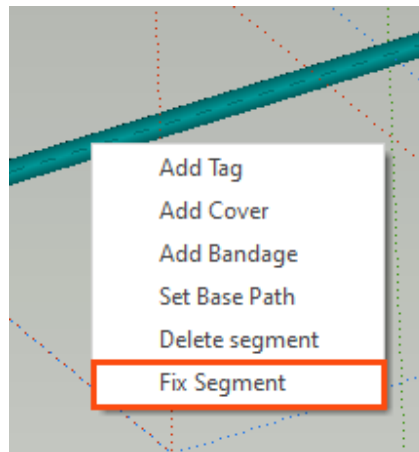 Add Tag
Add Cover
Add Bandage
Set Base Path
Delete segment
Fix Segment